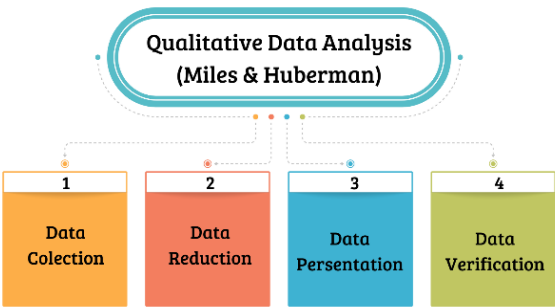 Qualitative Data Analysis
(Miles & Huberman)
1
Data
Colection
2
Data
Reduction
3
Data
Persentation
4
Data
Verification